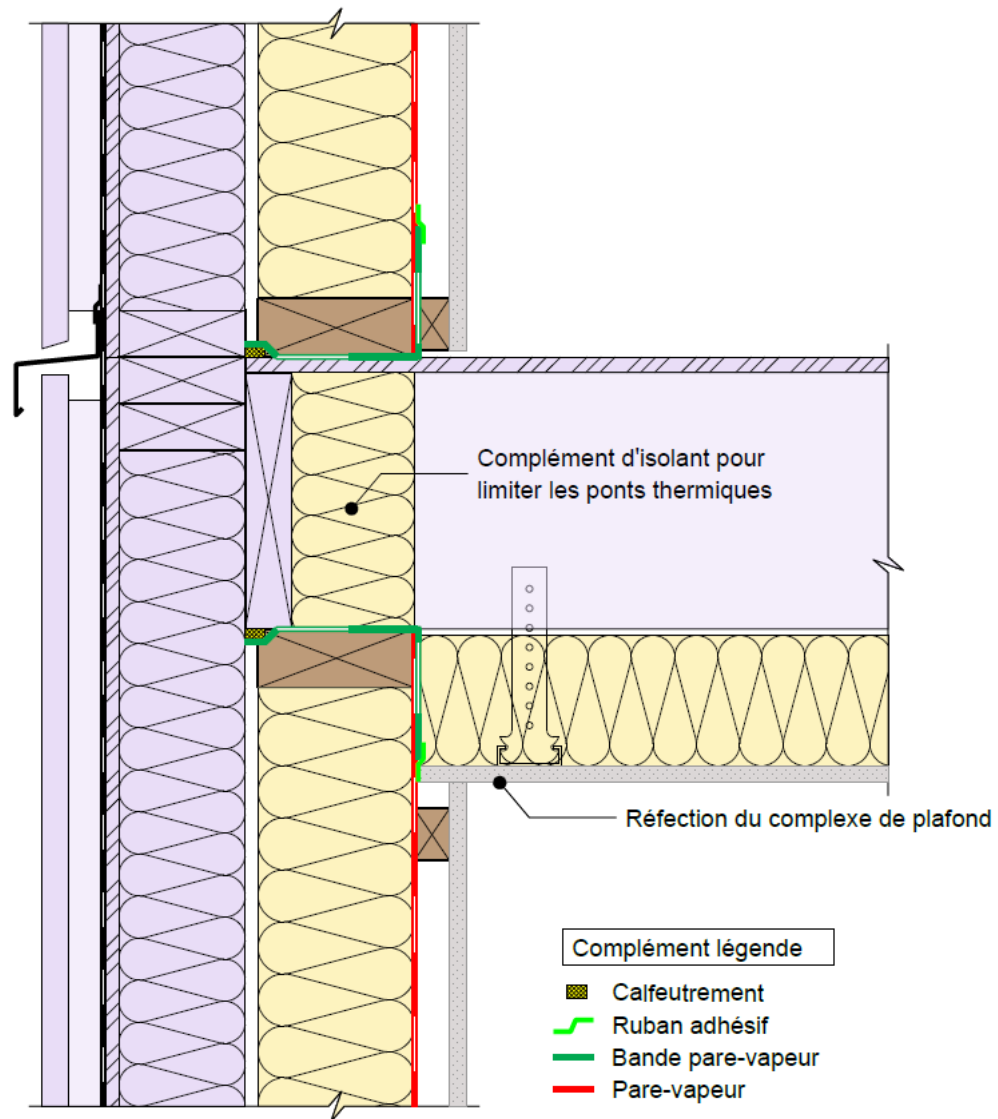 Complément d'isolant pour
limiter les ponts thermiques
Réfection du complexe de plafond
Complément légende
Calfeutrement
Ruban adhésif
Bande pare-vapeur
Pare-vapeur